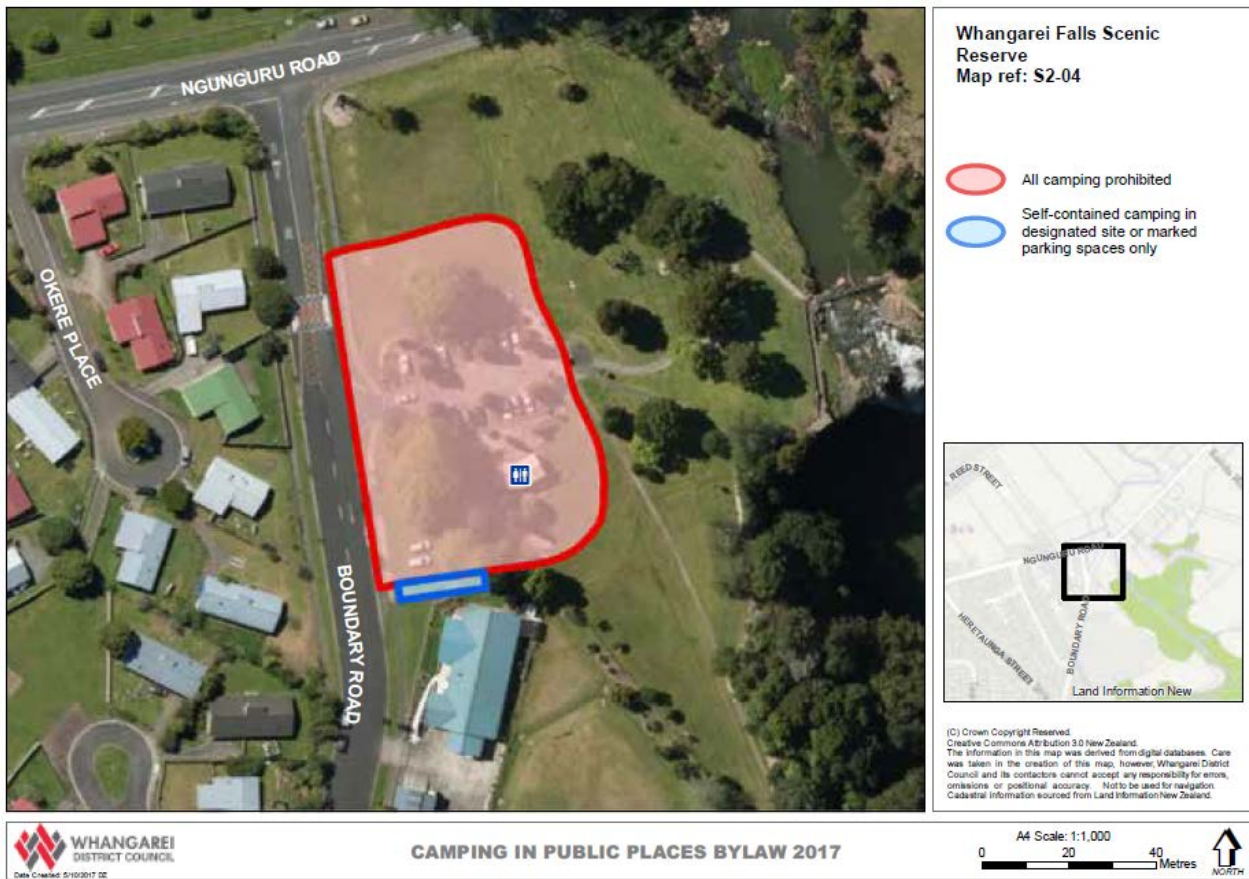 NGUNGURU ROAD
OKERE PLACE
BOUNDARY ROAD
Whangarei Falls Scenic
Reserve
Map ref: S2-04
All camping prohibited
Self-contained camping in
designated site or marked
parking spaces only
REED STREET
NGUNGURU ROAD
HERETAUNGA STREET
BOUNDARY ROAD
Land Information New
(C) Crown Copyright Reserved.
Creative Commons Attribution 3.0 New Zealand.
The information in this map was derived from digital databases. Care
was taken in the creation of this map, however, Whangarei District
Council and its contactors cannot accept any responsibility for errors,
omissions or positional accuracy. Not to be used for navigation.
Cadastral information sourced from Land Information New Zealand.
WHANGAREI
DISTRICT COUNCIL
Date Created: 5/10/2017 DZ
CAMPING IN PUBLIC PLACES BYLAW 2017
A4 Scale: 1:1,000
0 20 40
Metres
NORTH